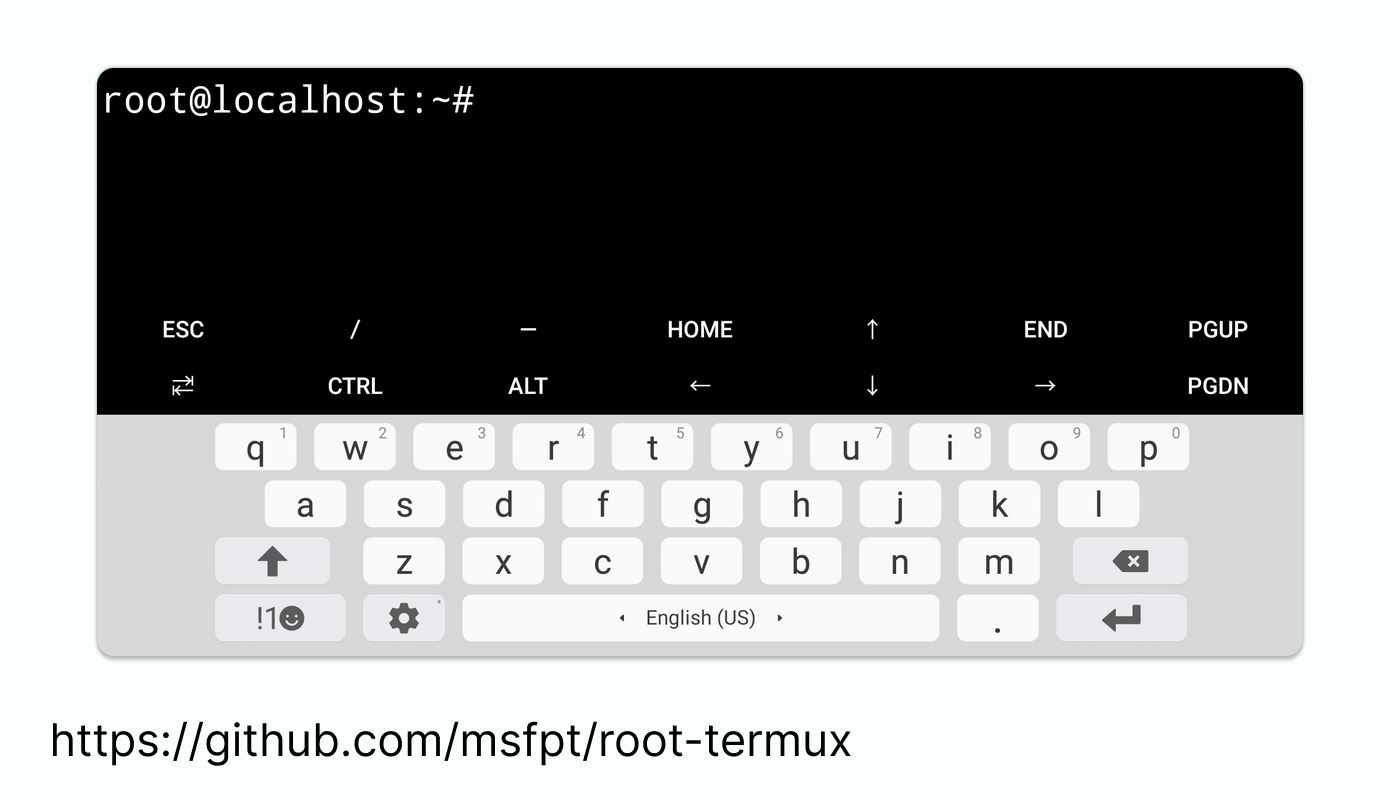 root@localhost:~#
ESC / – HOME ↑ END PGUP
⇄ CTRL ALT ← ↓ → PGDN
q 1 w 2 e 3 r 4 t 5 y 6 u 7 i 8 o 9 p 0
a s d f g h j k l
z x c v b n m
!1☻ English (US) .
https://github.com/msfpt/root-termux